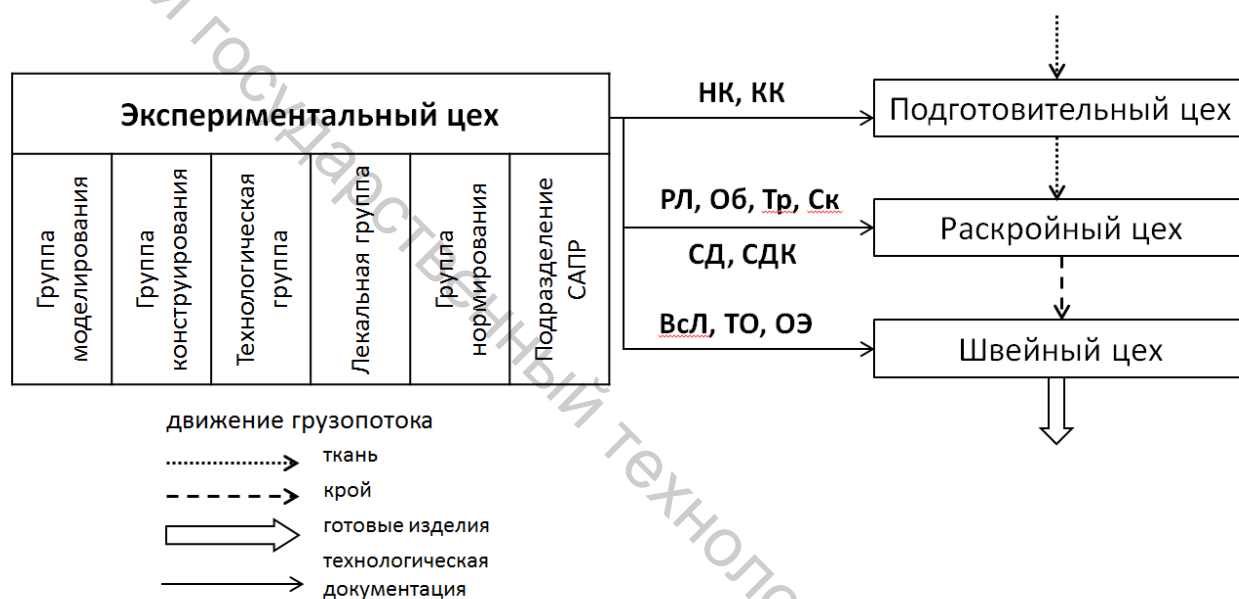 й государственный техноло
Экспериментальный цех
Группа
моделирования
Группа
конструирования
Технологическая
группа
Лекальная группа
Группа
нормирования
Подразделение
САПР
НК, КК
РЛ, Об, Тр, Ск
СД, СДК
ВсЛ, ТО, ОЭ
Подготовительный цех
Раскройный цех
Швейный цех
движение грузопотока
ткань
крой
готовые изделия
технологическая
документация